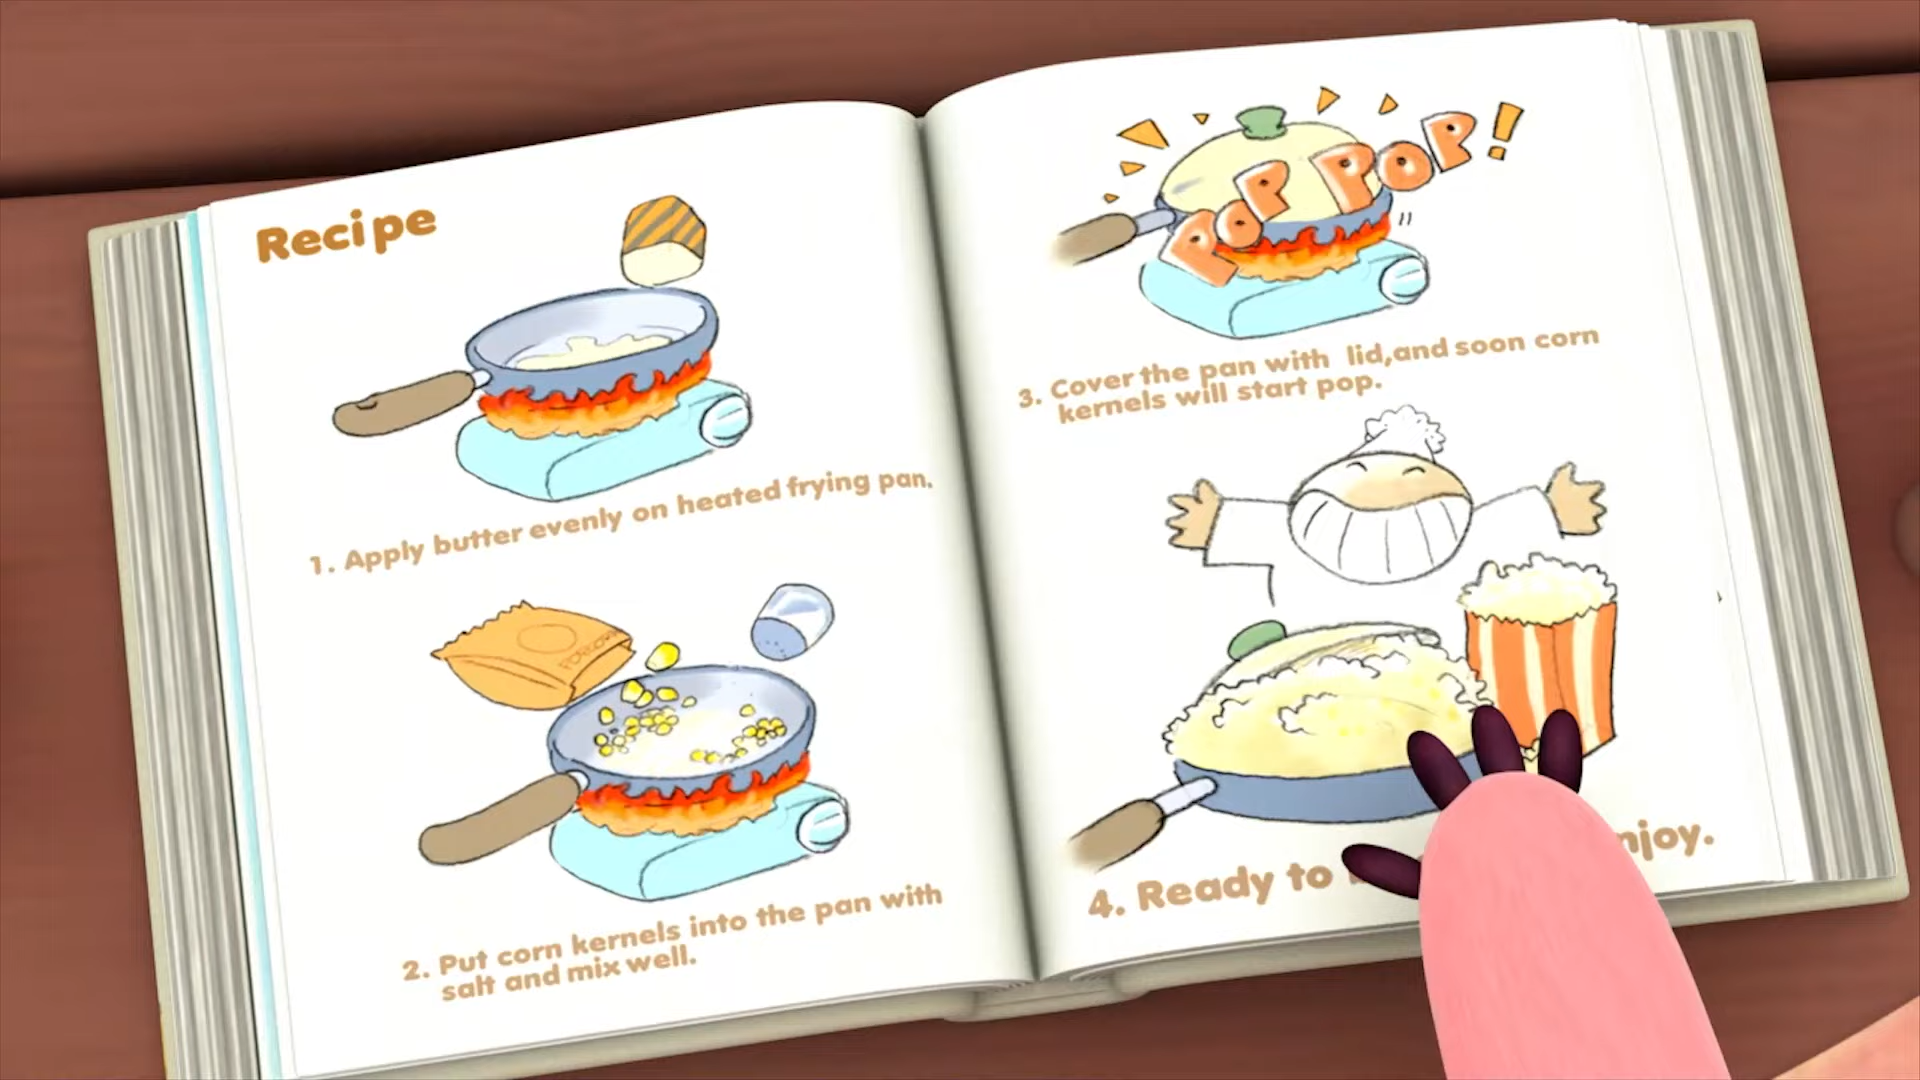 Recipe
1. Apply butter evenly on heated frying pan.
POPCORN
2. Put corn kernels into the pan with
salt and mix well.
POP POP!
3. Cover the pan with lid,and soon corn
kernels will start pop.
4. Ready to njoy.